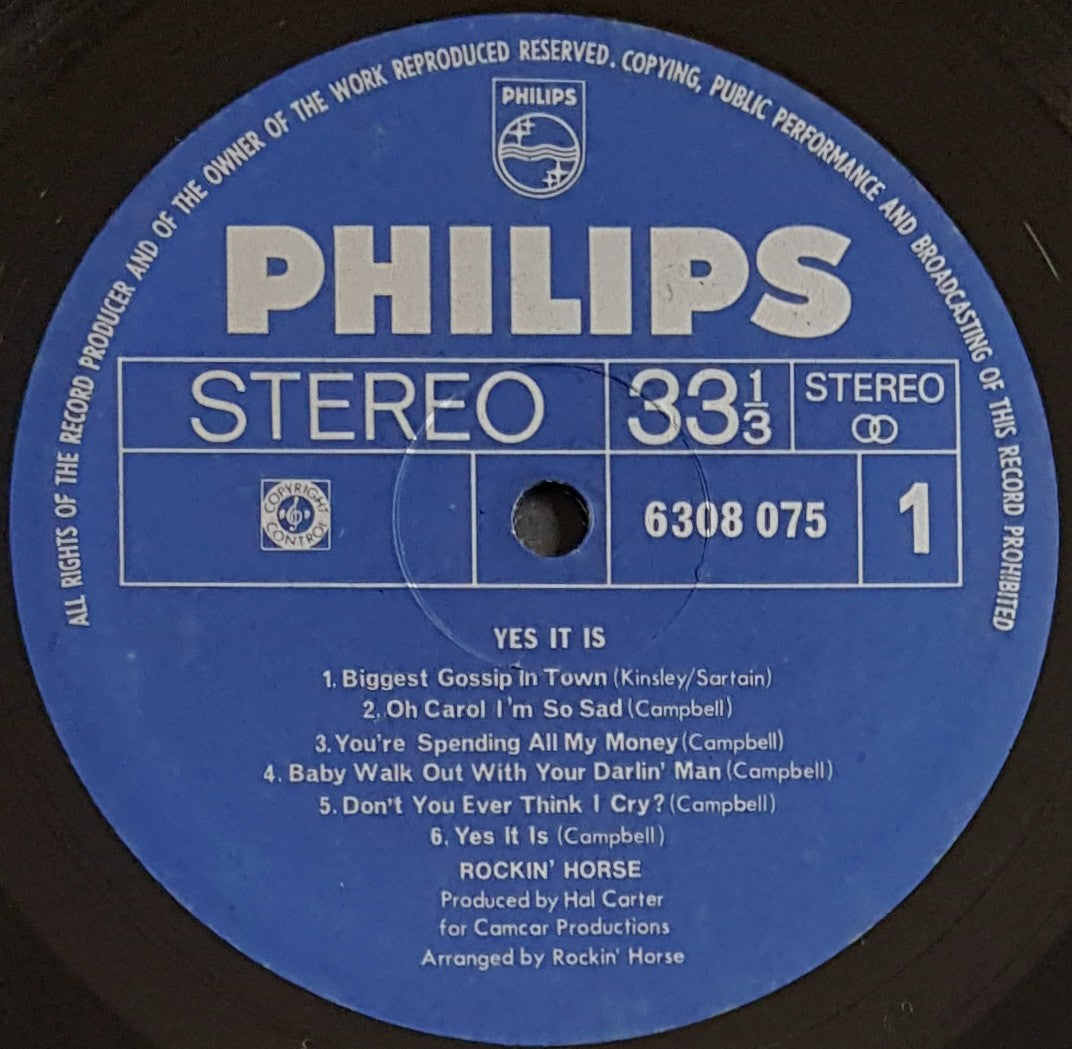 ALL RIGHTS OF THE RECORD PRODUCER AND OF THE OWNER OF THE WORK REPRODUCED RESERVED. COPYING, PUBLIC PERFORMANCE AND BROADCASTING OF THIS RECORD PROHIBITED
PHILIPS
PHILIPS
STEREO 33 1/3 STEREO
COPYRIGHT CONTROL 6308 075 1
YES IT IS
1. Biggest Gossip In Town (Kinsley/Sartain)
2. Oh Carol I'm So Sad (Campbell)
3. You're Spending All My Money (Campbell)
4. Baby Walk Out With Your Darlin' Man (Campbell)
5. Don't You Ever Think I Cry? (Campbell)
6. Yes It Is (Campbell)
ROCKIN' HORSE
Produced by Hal Carter
for Camcar Productions
Arranged by Rockin' Horse